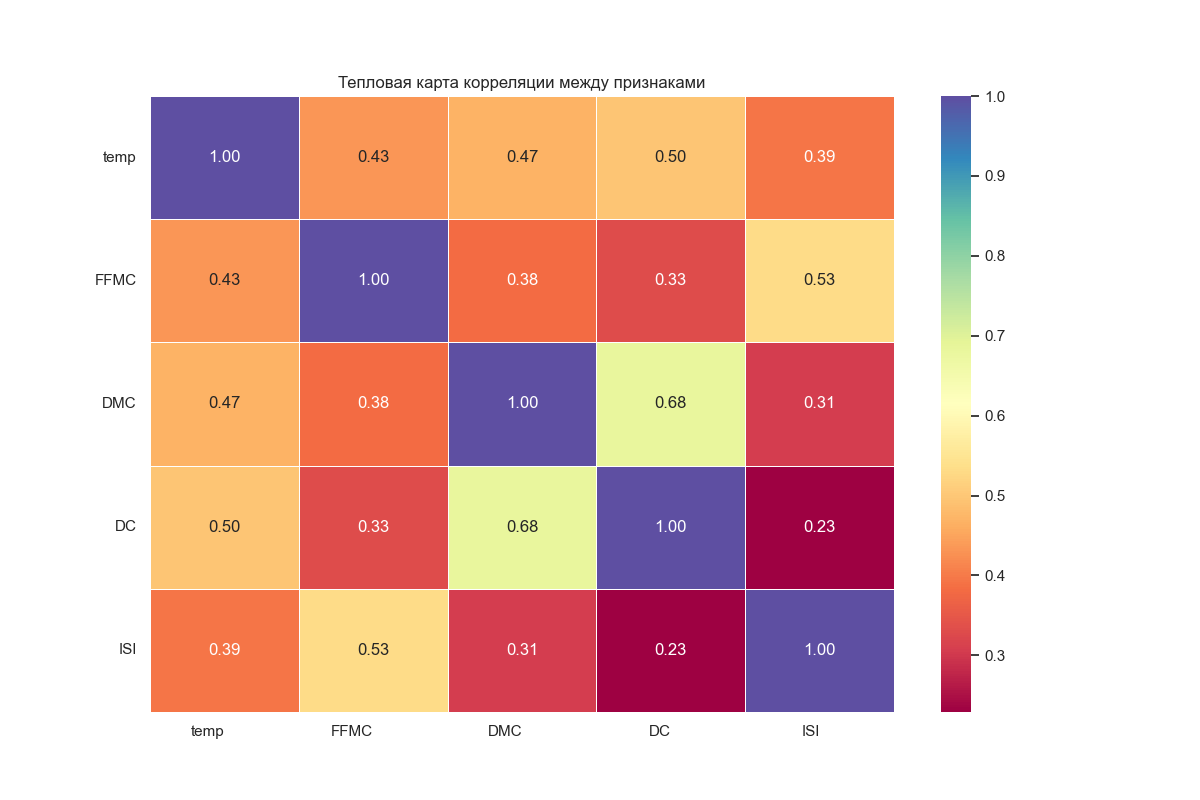 Тепловая карта корреляции между признаками
temp 1.00 0.43 0.47 0.50 0.39
FFMC 0.43 1.00 0.38 0.33 0.53
DMC 0.47 0.38 1.00 0.68 0.31
DC 0.50 0.33 0.68 1.00 0.23
ISI 0.39 0.53 0.31 0.23 1.00
temp FFMC DMC DC ISI
1.0
0.9
0.8
0.7
0.6
0.5
0.4
0.3